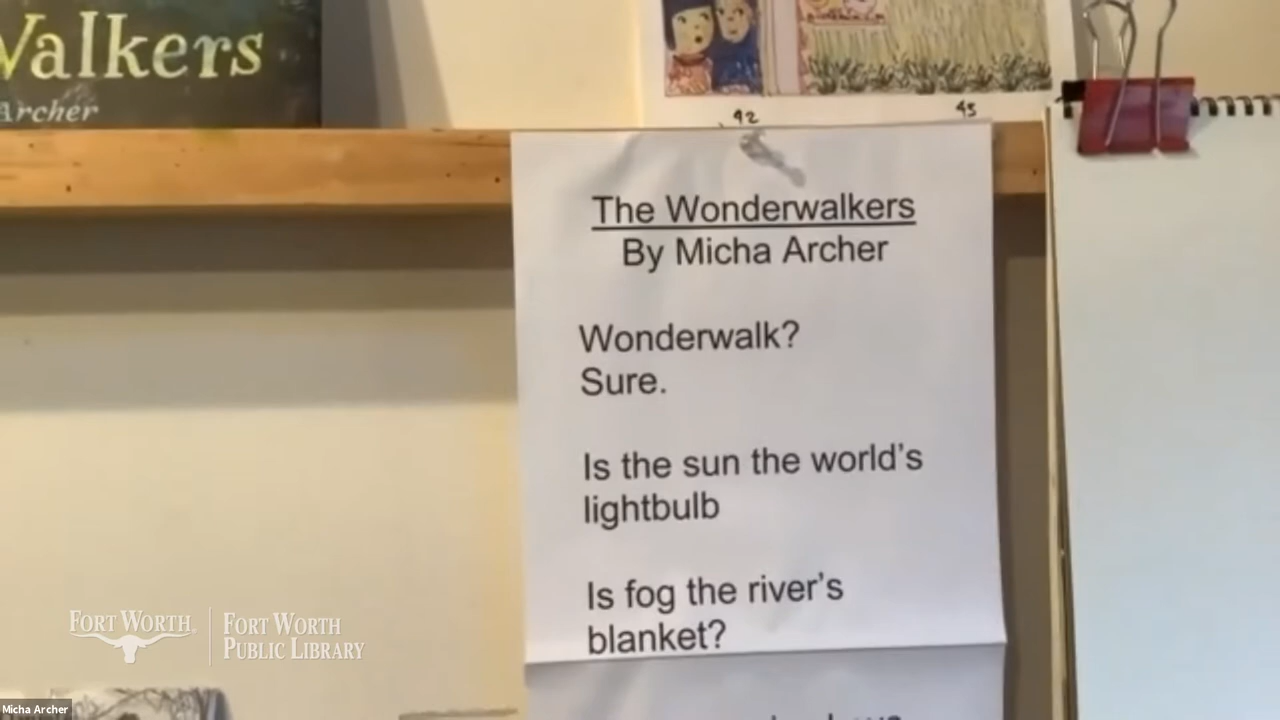 Walkers
Archer
42
45
The Wonderwalkers
By Micha Archer
Wonderwalk?
Sure.
Is the sun the world's
lightbulb
Is fog the river's
blanket?
FORT WORTH
FORT WORTH
PUBLIC LIBRARY
Micha Archer